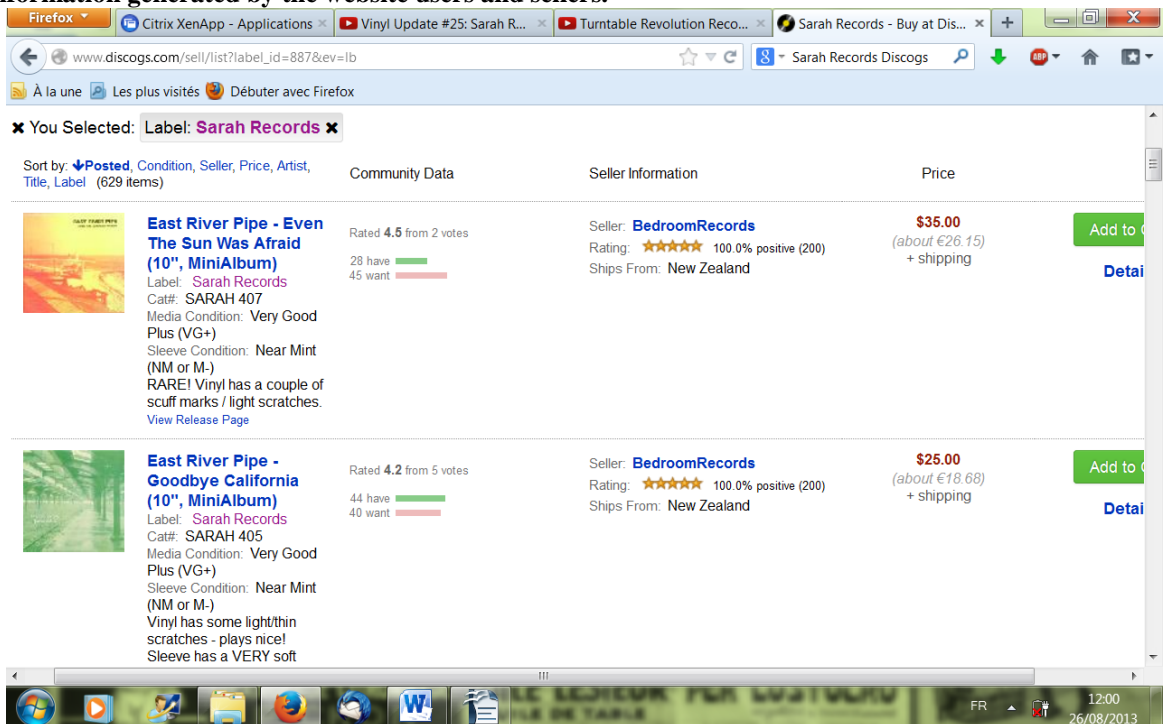 formation generated by the website users and sellers.
Firefox
Citrix XenApp - Applications
Vinyl Update #25: Sarah R...
Turntable Revolution Reco...
Sarah Records - Buy at Dis...
www.discogs.com/sell/list?label_id=887&ev=lb
Sarah Records Discogs
À la une
Les plus visités
Débuter avec Firefox
You Selected: Label: Sarah Records
Sort by: Posted, Condition, Seller, Price, Artist,
Title, Label (629 items)
Community Data
Seller Information
Price
East River Pipe - Even
The Sun Was Afraid
(10", MiniAlbum)
Label: Sarah Records
Cat#: SARAH 407
Media Condition: Very Good
Plus (VG+)
Sleeve Condition: Near Mint
(NM or M-)
RARE! Vinyl has a couple of
scuff marks / light scratches.
View Release Page
Rated 4.5 from 2 votes
28 have
45 want
Seller: BedroomRecords
Rating: 100.0% positive (200)
Ships From: New Zealand
$35.00
(about €26.15)
+ shipping
Add to
Detai
East River Pipe -
Goodbye California
(10", MiniAlbum)
Label: Sarah Records
Cat#: SARAH 405
Media Condition: Very Good
Plus (VG+)
Sleeve Condition: Near Mint
(NM or M-)
Vinyl has some light/thin
scratches - plays nice!
Sleeve has a VERY soft
Rated 4.2 from 5 votes
44 have
40 want
Seller: BedroomRecords
Rating: 100.0% positive (200)
Ships From: New Zealand
$25.00
(about €18.68)
+ shipping
Add to
Detai
FR
12:00
26/08/2013